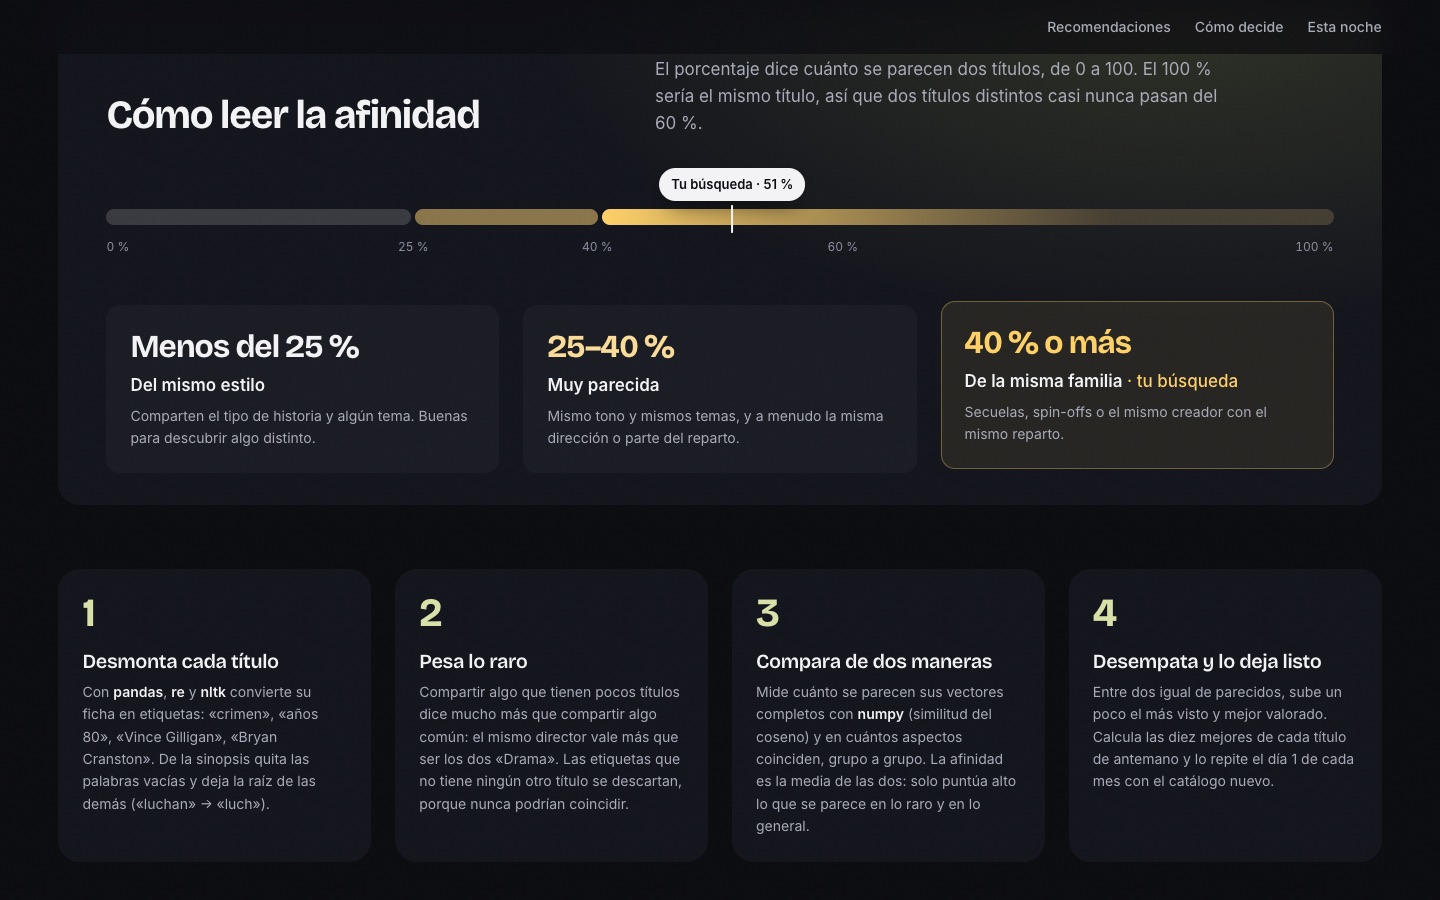 Recomendaciones Cómo decide Esta noche
El porcentaje dice cuánto se parecen dos títulos, de 0 a 100. El 100 %
sería el mismo título, así que dos títulos distintos casi nunca pasan del
60 %.
Cómo leer la afinidad
Tu búsqueda · 51 %
0 % 25 % 40 % 60 % 100 %
Menos del 25 %
Del mismo estilo
Comparten el tipo de historia y algún tema. Buenas
para descubrir algo distinto.
25–40 %
Muy parecida
Mismo tono y mismos temas, y a menudo la misma
dirección o parte del reparto.
40 % o más
De la misma familia · tu búsqueda
Secuelas, spin-offs o el mismo creador con el
mismo reparto.
1
Desmonta cada título
Con pandas, re y nltk convierte su
ficha en etiquetas: «crimen», «años
80», «Vince Gilligan», «Bryan
Cranston». De la sinopsis quita las
palabras vacías y deja la raíz de las
demás («luchan» → «luch»).
2
Pesa lo raro
Compartir algo que tienen pocos títulos
dice mucho más que compartir algo
común: el mismo director vale más que
ser los dos «Drama». Las etiquetas que
no tiene ningún otro título se descartan,
porque nunca podrían coincidir.
3
Compara de dos maneras
Mide cuánto se parecen sus vectores
completos con numpy (similitud del
coseno) y en cuántos aspectos
coinciden, grupo a grupo. La afinidad
es la media de las dos: solo puntúa alto
lo que se parece en lo raro y en lo
general.
4
Desempata y lo deja listo
Entre dos igual de parecidos, sube un
poco el más visto y mejor valorado.
Calcula las diez mejores de cada título
de antemano y lo repite el día 1 de cada
mes con el catálogo nuevo.